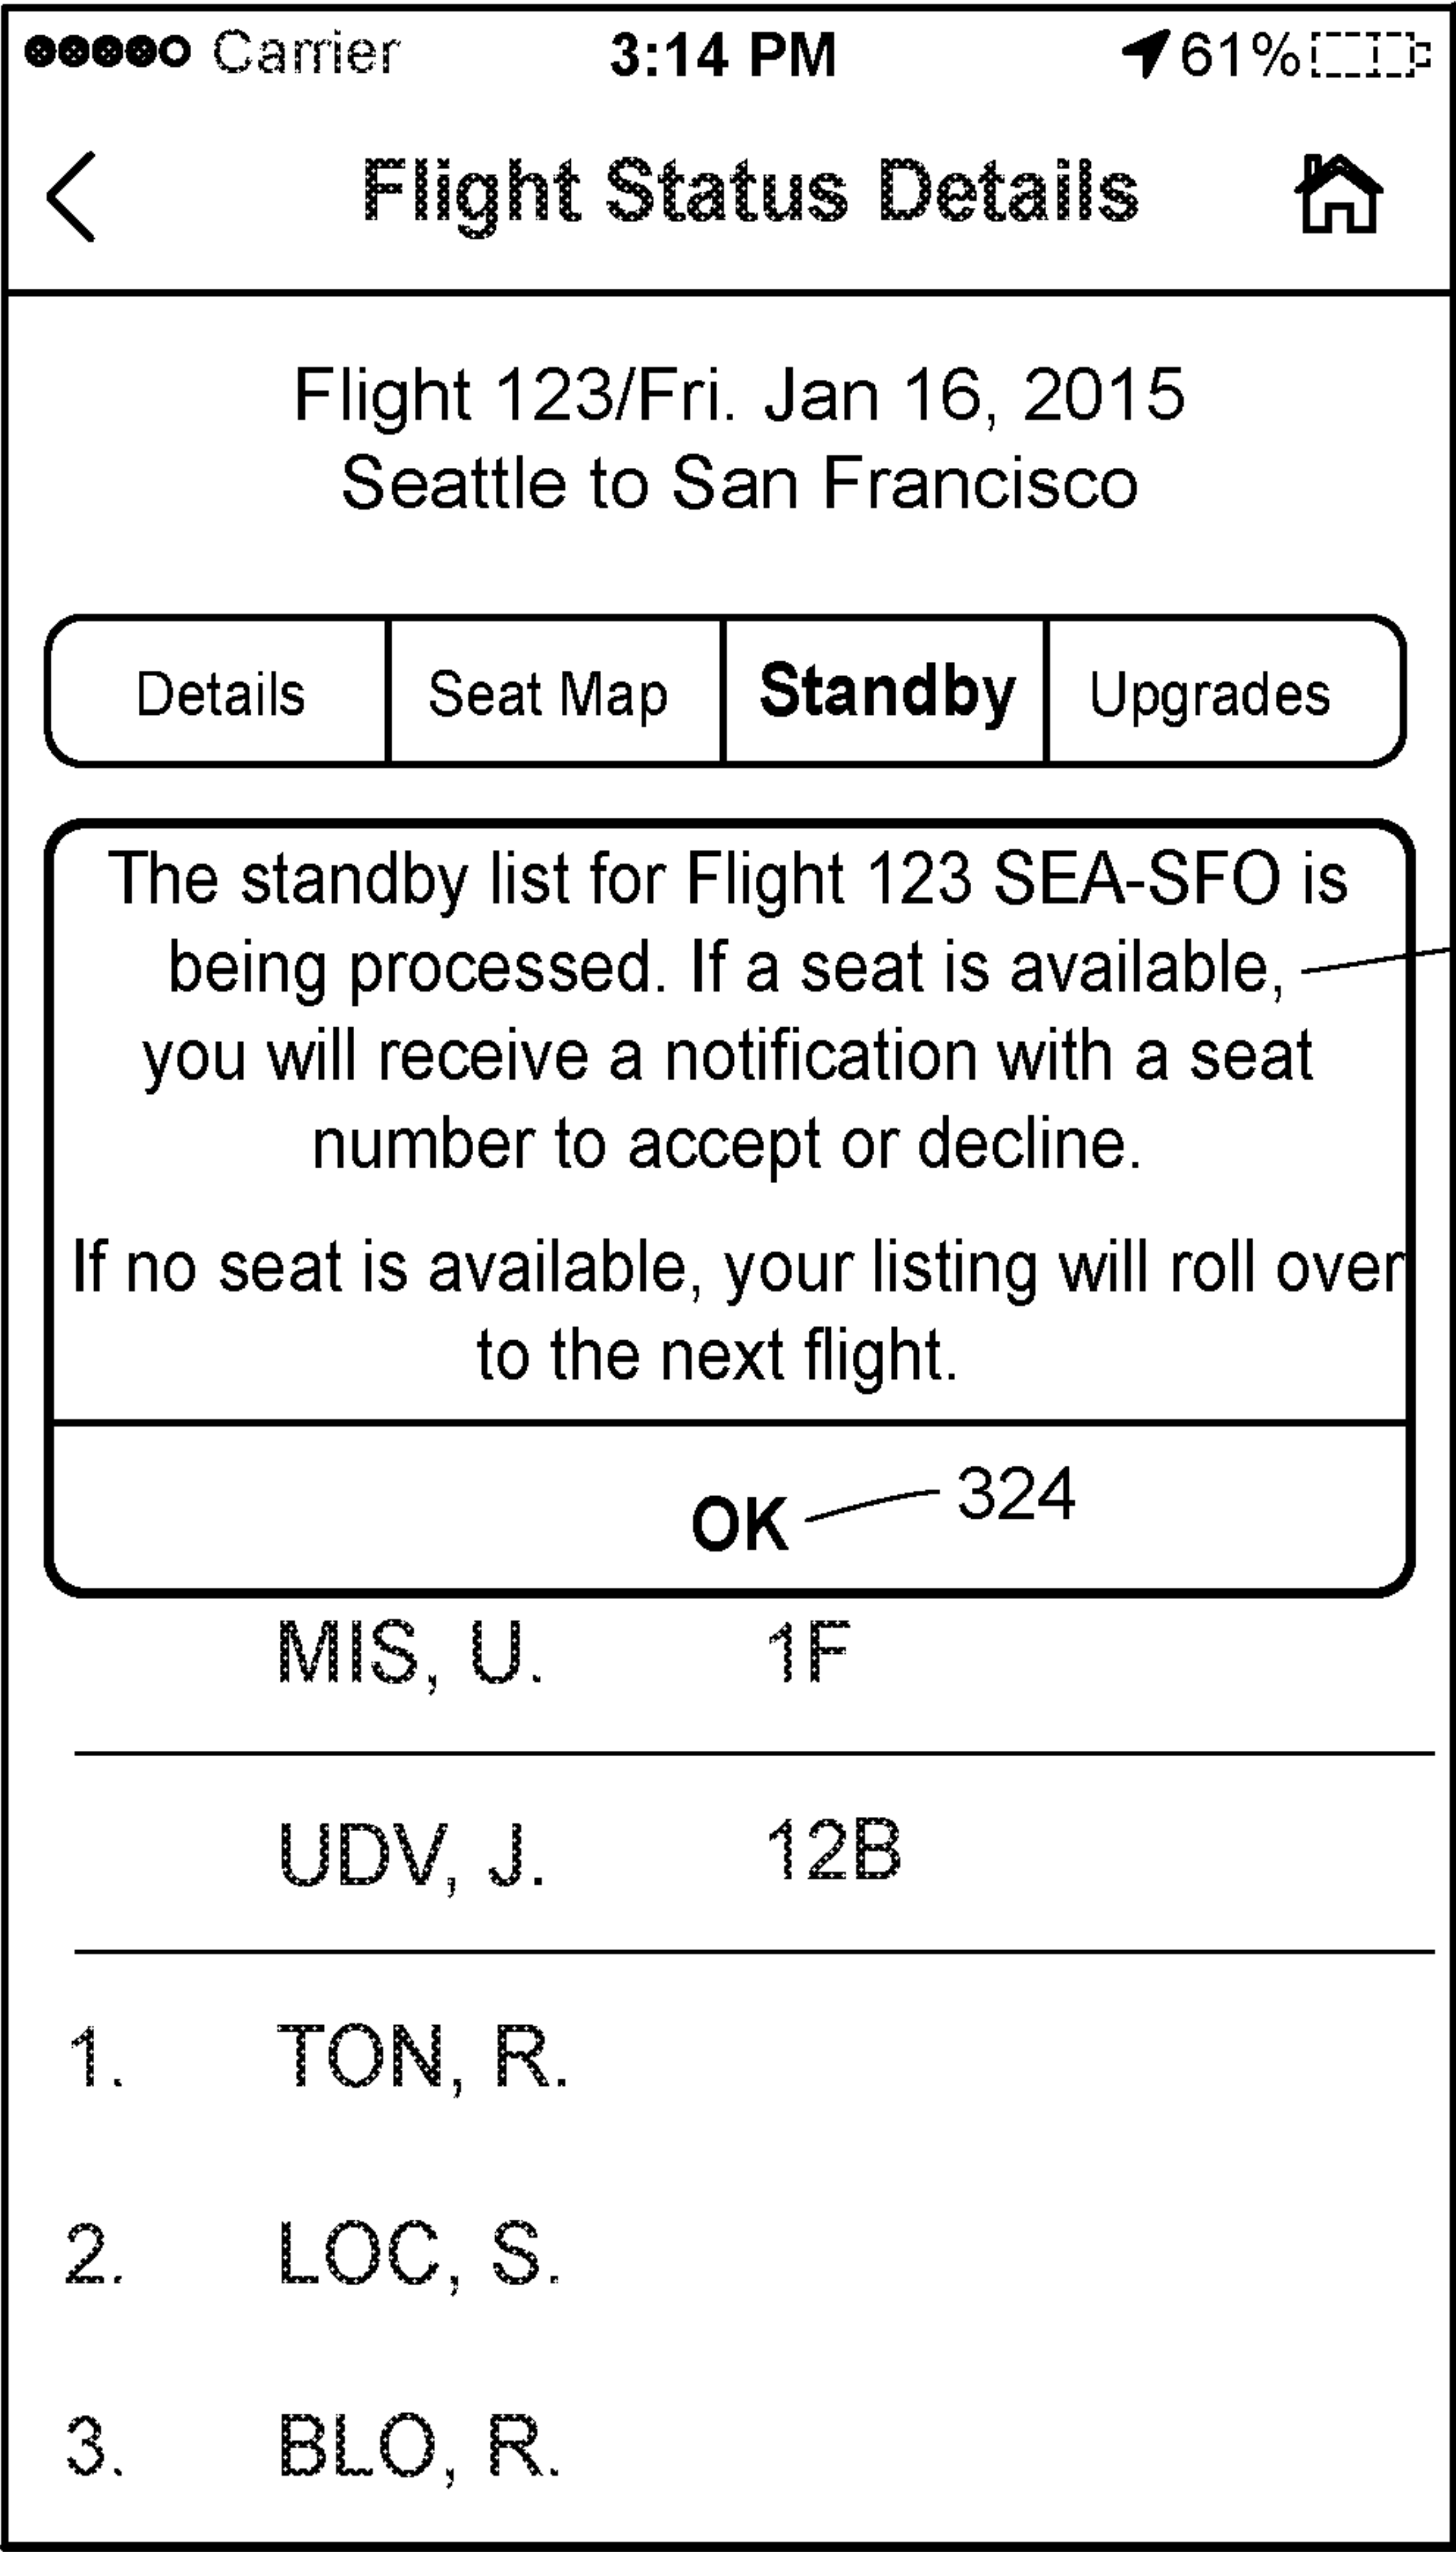 Carrier 3:14 PM 61%
Flight Status Details
Flight 123/Fri. Jan 16, 2015
Seattle to San Francisco
Details Seat Map Standby Upgrades
The standby list for Flight 123 SEA-SFO is
being processed. If a seat is available,
you will receive a notification with a seat
number to accept or decline.
If no seat is available, your listing will roll over
to the next flight.
OK 324
MIS, U. 1F
UDV, J. 12B
1. TON, R.
2. LOC, S.
3. BLO, R.